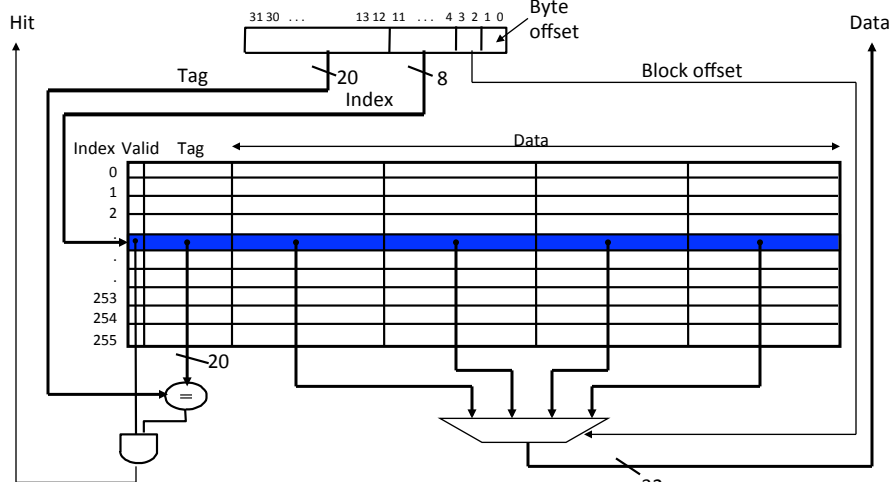 Hit
31 30 . . . 13 12 11 . . . 4 3 2 1 0
Byte
offset
Data
Tag
20
8
Block offset
Index
Index Valid Tag
Data
0
1
2
.
.
.
253
254
255
20
=